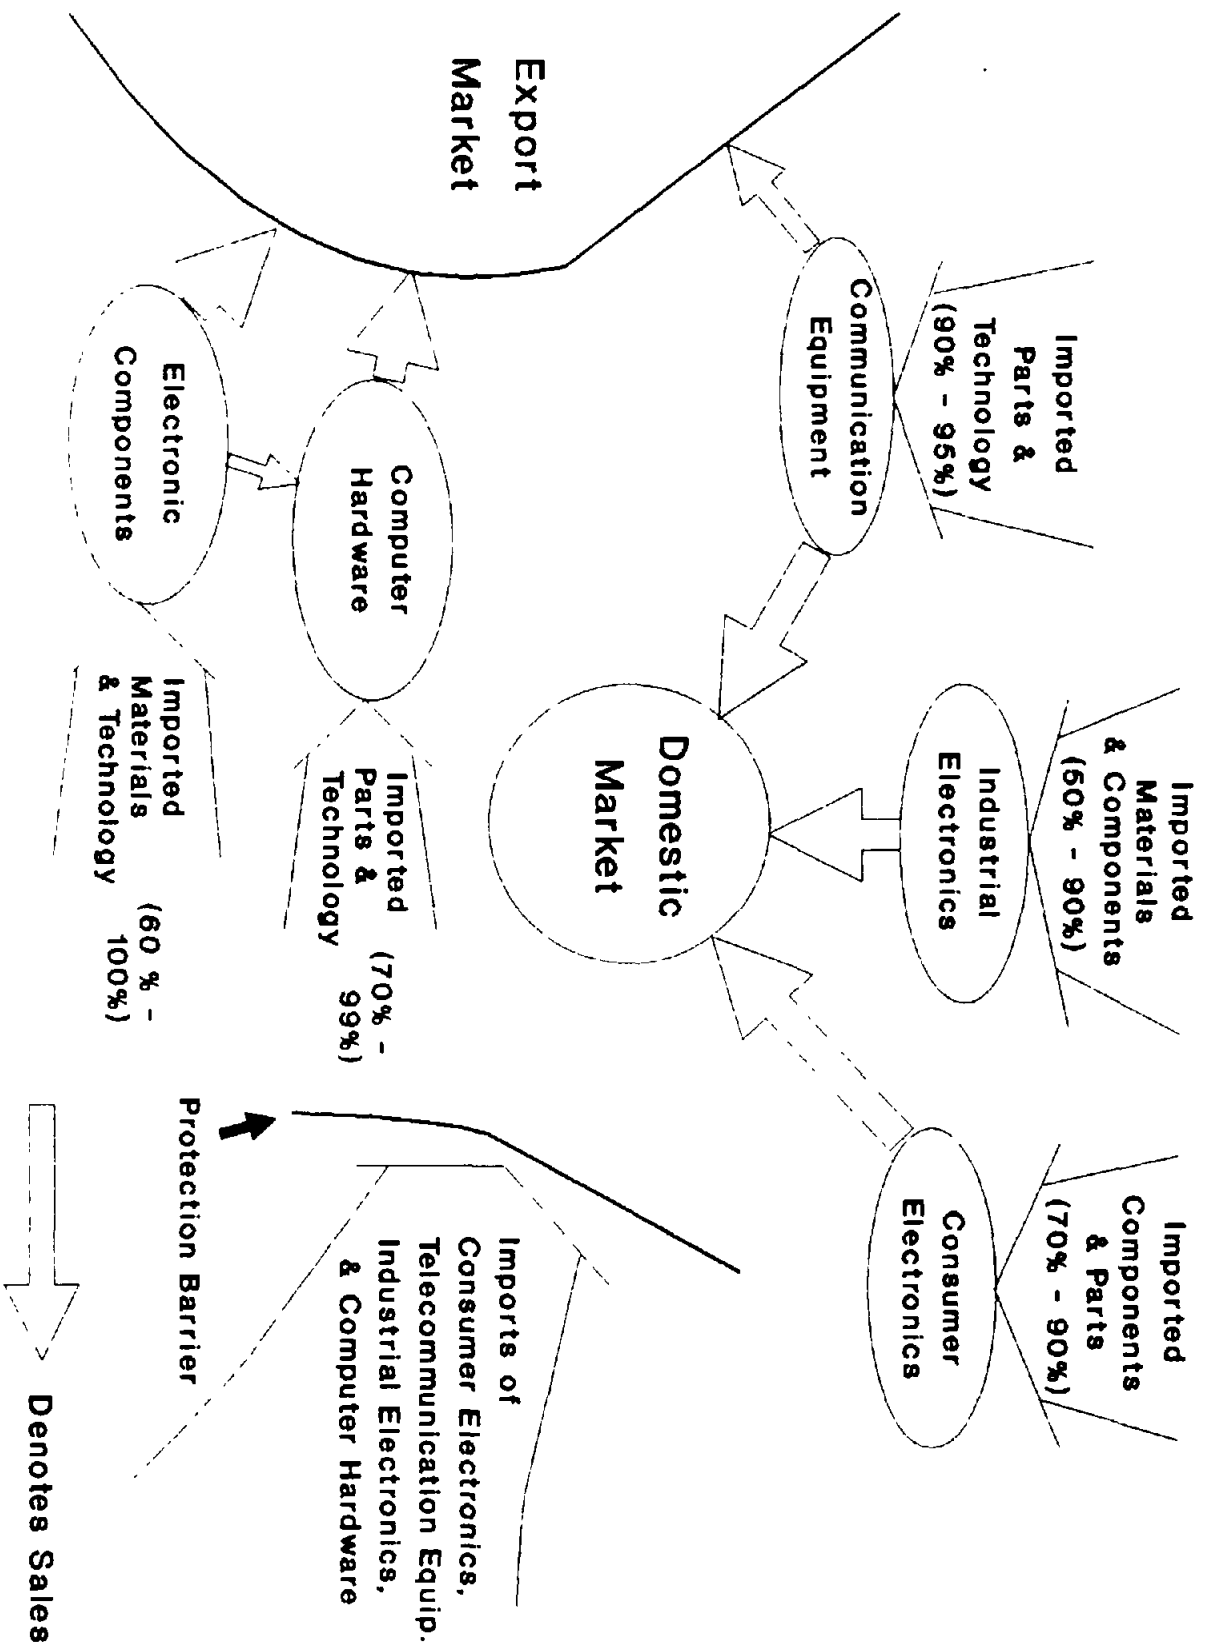 Imported
Parts &
Technology
(90% - 95%)
Imported
Materials
& Components
(50% - 90%)
Imported
Components
& Parts
(70% - 90%)
Communication
Equipment
Industrial
Electronics
Consumer
Electronics
Export
Market
Domestic
Market
Computer
Hardware
Imported
Parts &
Technology
(70% -
99%)
Imports of
Consumer Electronics,
Telecommunication Equip.
Industrial Electronics,
& Computer Hardware
Electronic
Components
Imported
Materials
& Technology
(60 % -
100%)
Protection Barrier
Denotes Sales